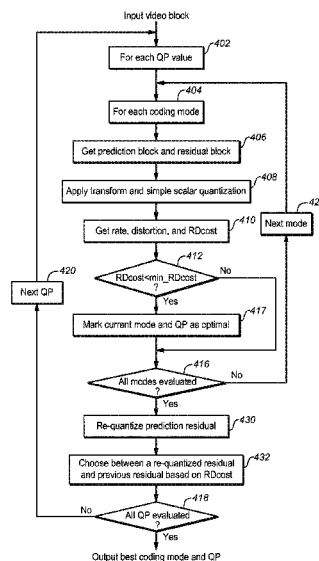 Input video block
402
For each QP value
404
For each coding mode
406
Get prediction block and residual block
408
Apply transform and simple scalar quantization
42
410
Get rate, distortion, and RDcost
Next mode
420
412
RDcost<min_RDcost
?
No
Next QP
Yes
417
Mark current mode and QP as optimal
416
All modes evaluated
?
No
Yes
430
Re-quantize prediction residual
432
Choose between a re-quantized residual
and previous residual based on RDcost
418
No
All QP evaluated
?
Yes
Output best coding mode and QP